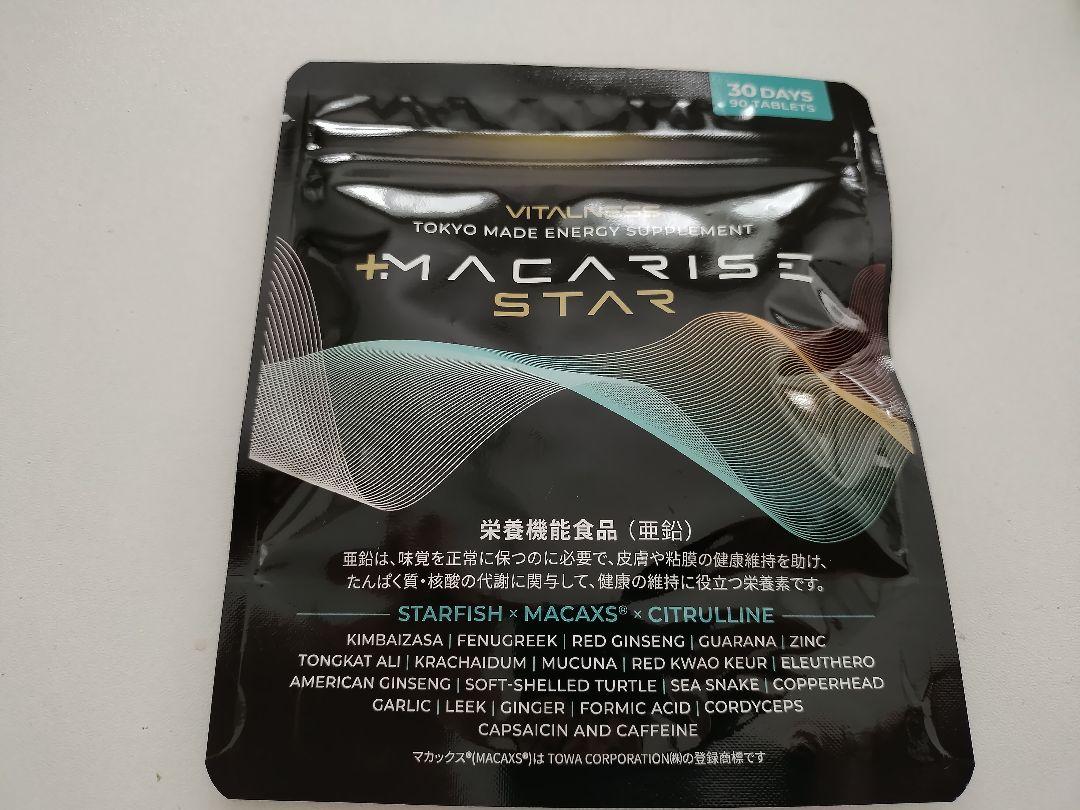 30 DAYS
90 TABLETS
VITALNESS
TOKYO MADE ENERGY SUPPLEMENT
+MACARISE
STAR
栄養機能食品（亜鉛）
亜鉛は、味覚を正常に保つのに必要で、皮膚や粘膜の健康維持を助け、
たんぱく質・核酸の代謝に関与して、健康の維持に役立つ栄養素です。
STARFISH × MACAXS® × CITRULLINE
KIMBAIZASA | FENUGREEK | RED GINSENG | GUARANA | ZINC
TONGKAT ALI | KRACHAIDUM | MUCUNA | RED KWAO KEUR | ELEUTHERO
AMERICAN GINSENG | SOFT-SHELLED TURTLE | SEA SNAKE | COPPERHEAD
GARLIC | LEEK | GINGER | FORMIC ACID | CORDYCEPS
CAPSAICIN AND CAFFEINE
マカックス®(MACAXS®)は TOWA CORPORATION㈱の登録商標です